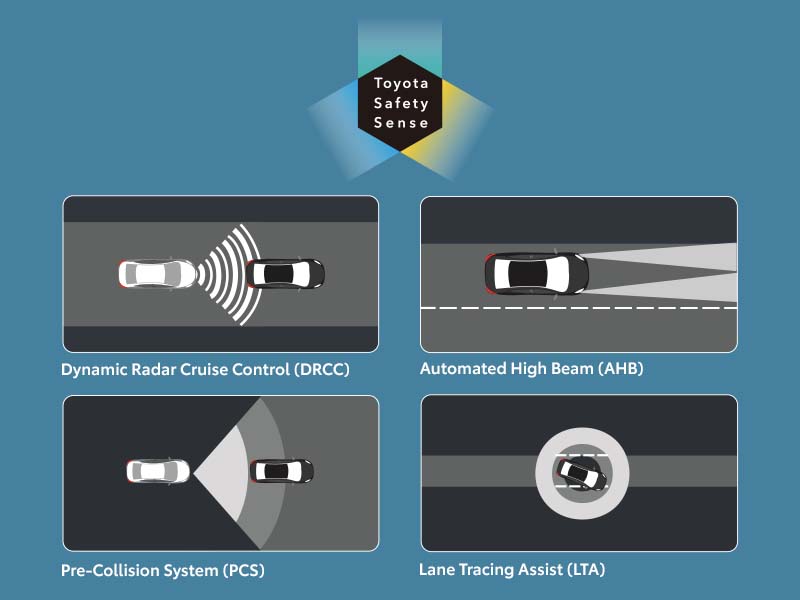 Toyota
Safety
Sense
Dynamic Radar Cruise Control (DRCC)
Automated High Beam (AHB)
Pre-Collision System (PCS)
Lane Tracing Assist (LTA)